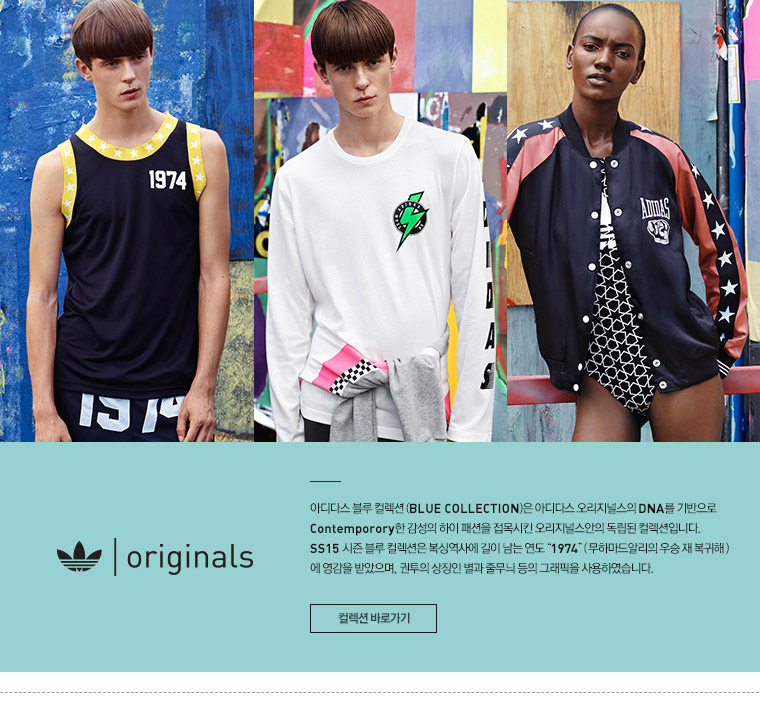 1974
1974
ADIDAS
originals
아디다스 블루 컬렉션 (BLUE COLLECTION)은 아디다스 오리지널스의 DNA를 기반으로
Contemporory한 감성의 하이 패션을 접목시킨 오리지널스안의 독립된 컬렉션입니다.
SS15 시즌 블루 컬렉션은 복싱역사에 길이 남는 연도 “1974” ( 무하마드알리의 우승 재 복귀해 )
에 영감을 받았으며, 권투의 상징인 별과 줄무늬 등의 그래픽을 사용하였습니다.
컬렉션 바로가기